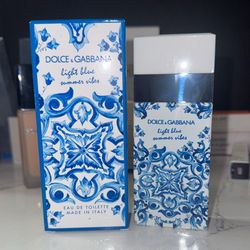 DOLCE & GABBANA
light blue
summer vibes
EAU DE TOILETTE
MADE IN ITALY
DOLCE & GABBANA
light blue
summer vibes